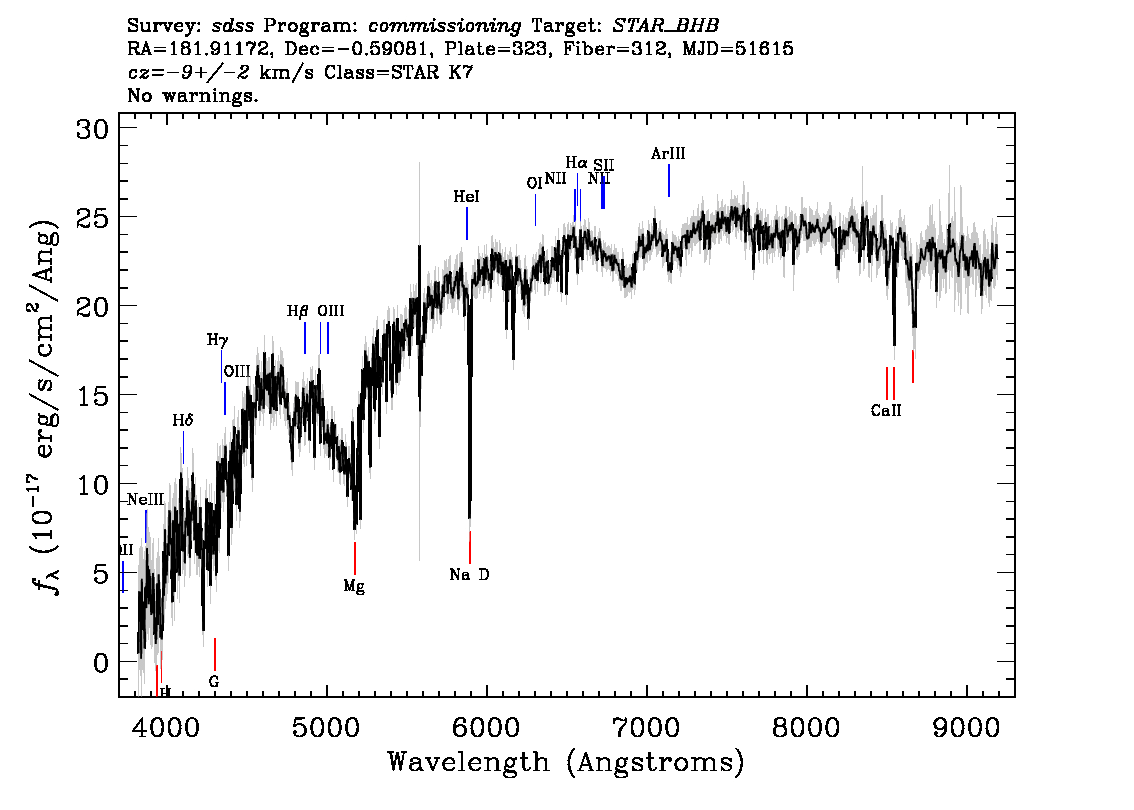 Survey: sdss Program: commissioning Target: STAR_BHB
RA=181.91172, Dec=-0.59081, Plate=323, Fiber=312, MJD=51615
cz=-9+/-2 km/s Class=STAR K7
No warnings.
30
25
20
15
10
5
0
fλ (10^-17 erg/s/cm^2/Ang)
ArIII
Hα
SII
OI
NII
NII
HeI
Hβ
OIII
Hγ
OIII
Hδ
NeIII
CaII
Mg
Na D
G
4000
5000
6000
7000
8000
9000
Wavelength (Angstroms)